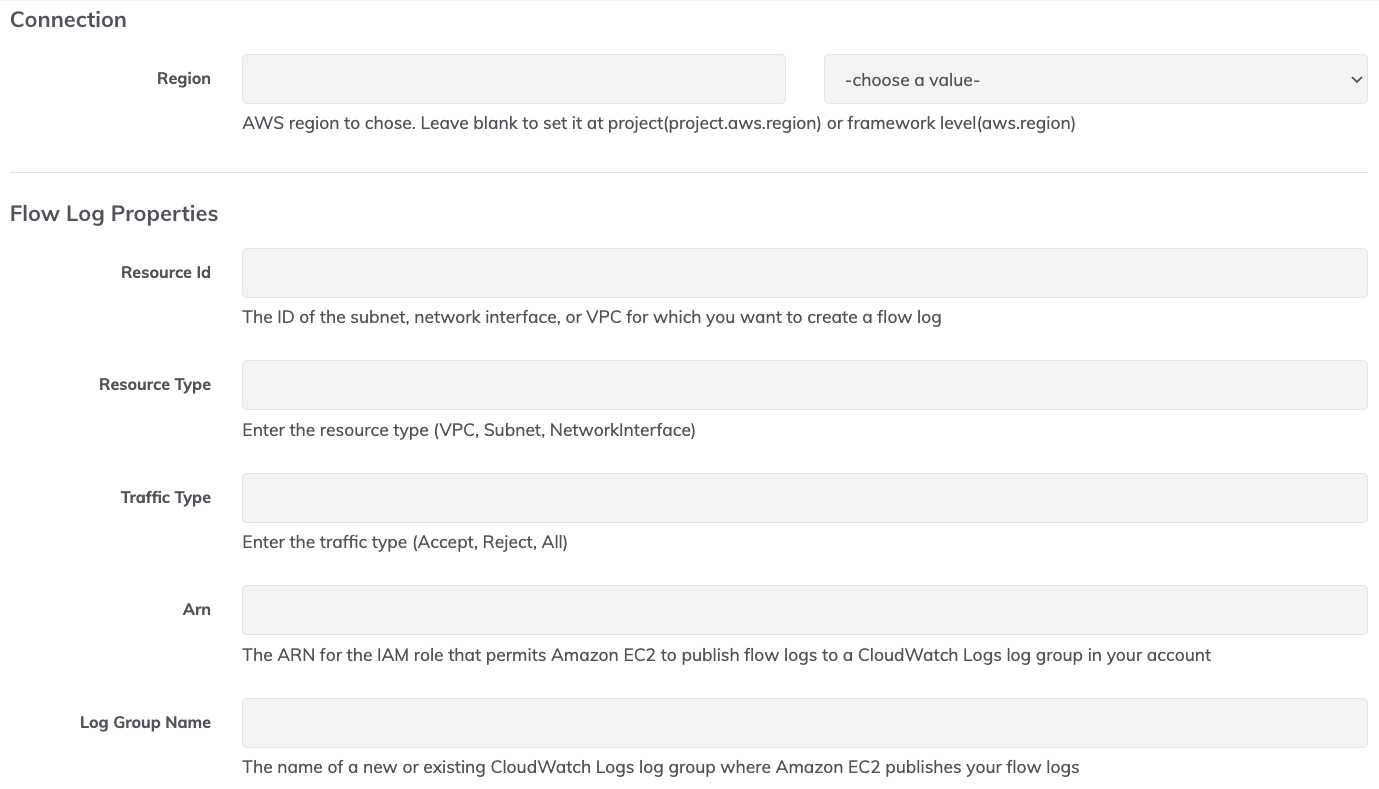 Connection
Region
-choose a value-
AWS region to chose. Leave blank to set it at project(project.aws.region) or framework level(aws.region)
Flow Log Properties
Resource Id
The ID of the subnet, network interface, or VPC for which you want to create a flow log
Resource Type
Enter the resource type (VPC, Subnet, NetworkInterface)
Traffic Type
Enter the traffic type (Accept, Reject, All)
Arn
The ARN for the IAM role that permits Amazon EC2 to publish flow logs to a CloudWatch Logs log group in your account
Log Group Name
The name of a new or existing CloudWatch Logs log group where Amazon EC2 publishes your flow logs